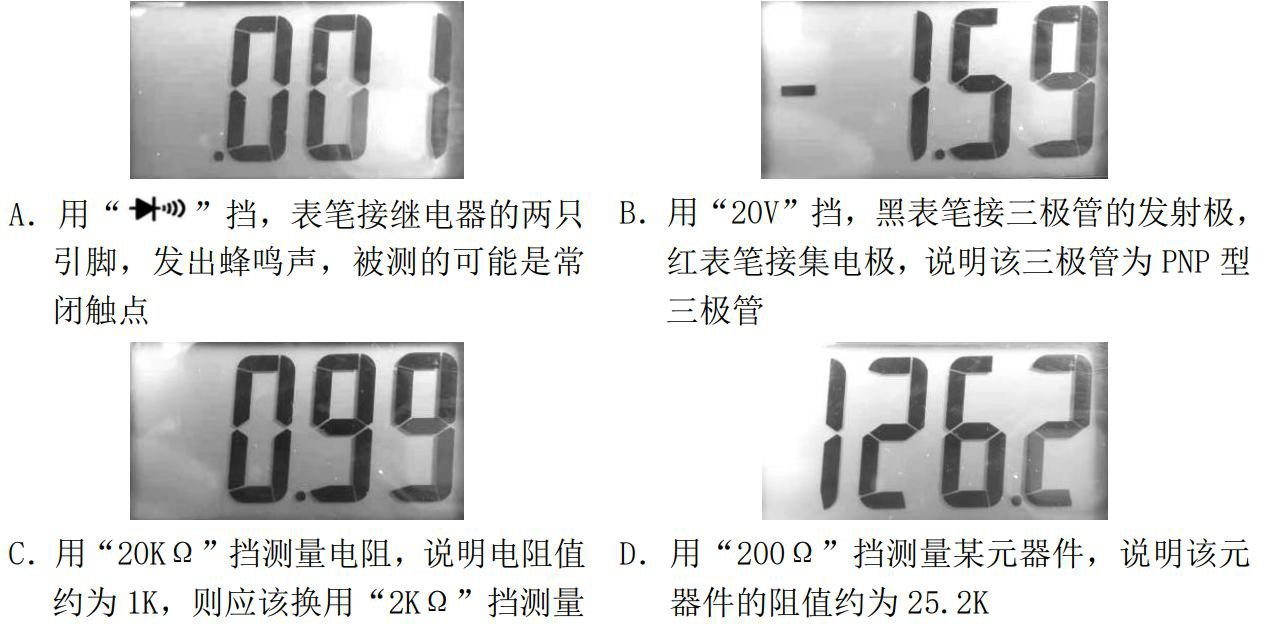 .001
-1.59
A. 用“”挡，表笔接继电器的两只
引脚，发出蜂鸣声，被测的可能是常
闭触点
B. 用“20V”挡，黑表笔接三极管的发射极，
红表笔接集电极，说明该三极管为 PNP 型
三极管
0.99
126.2
C. 用“20KΩ”挡测量电阻，说明电阻值
约为 1K，则应该换用“2KΩ”挡测量
D. 用“200Ω”挡测量某元器件，说明该元
器件的阻值约为 25.2K